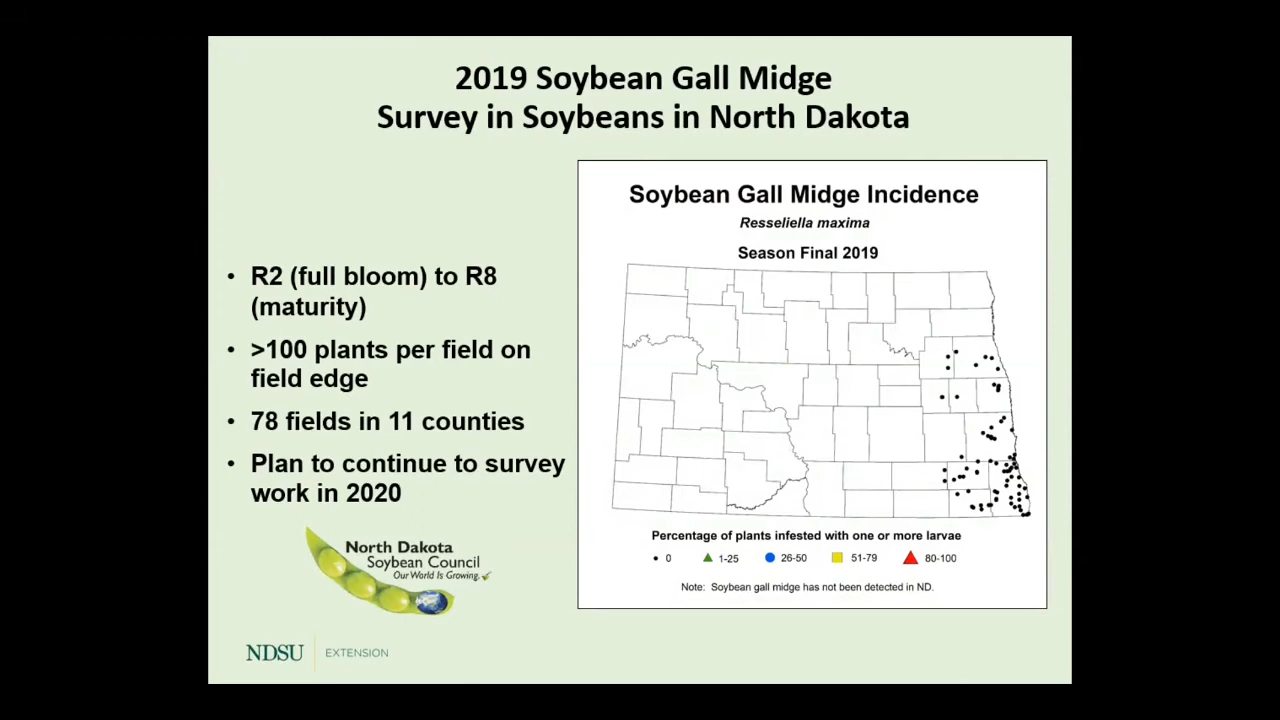 2019 Soybean Gall Midge
Survey in Soybeans in North Dakota
• R2 (full bloom) to R8
(maturity)
• >100 plants per field on
field edge
• 78 fields in 11 counties
• Plan to continue to survey
work in 2020
North Dakota
Soybean Council
Our World Is Growing.
NDSU EXTENSION
Soybean Gall Midge Incidence
Resseliella maxima
Season Final 2019
Percentage of plants infested with one or more larvae
0 1-25 26-50 51-79 80-100
Note: Soybean gall midge has not been detected in ND.